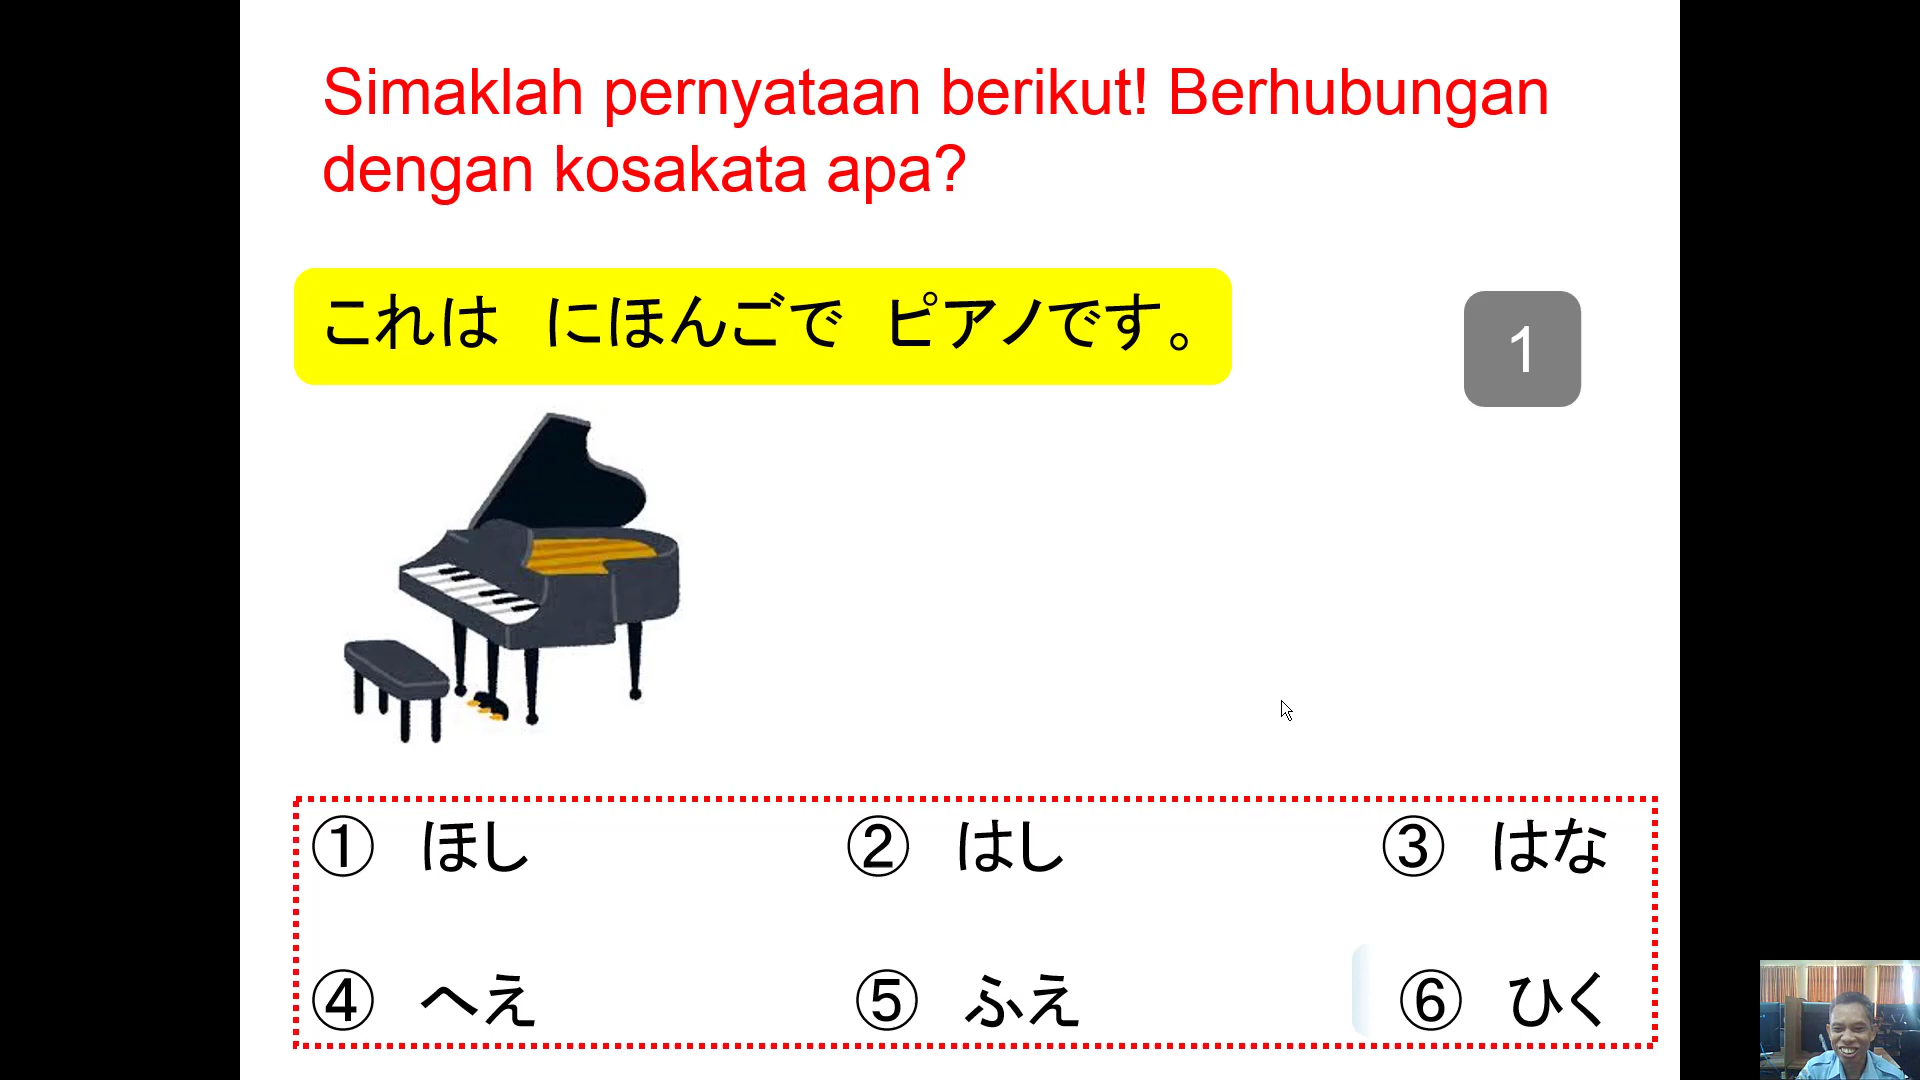 Simaklah pernyataan berikut! Berhubungan
dengan kosakata apa?
これは　にほんごで　ピアノです。
1
① ほし ② はし ③ はな
④ へえ ⑤ ふえ ⑥ ひく